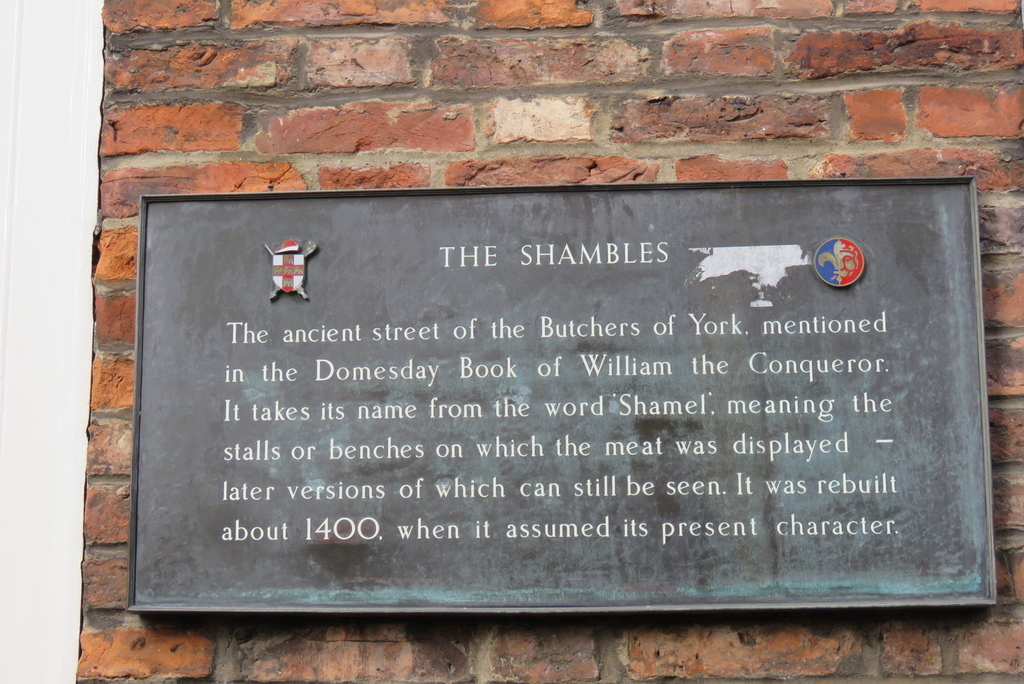 THE SHAMBLES
The ancient street of the Butchers of York, mentioned
in the Domesday Book of William the Conqueror.
It takes its name from the word 'Shamel', meaning the
stalls or benches on which the meat was displayed —
later versions of which can still be seen. It was rebuilt
about 1400, when it assumed its present character.